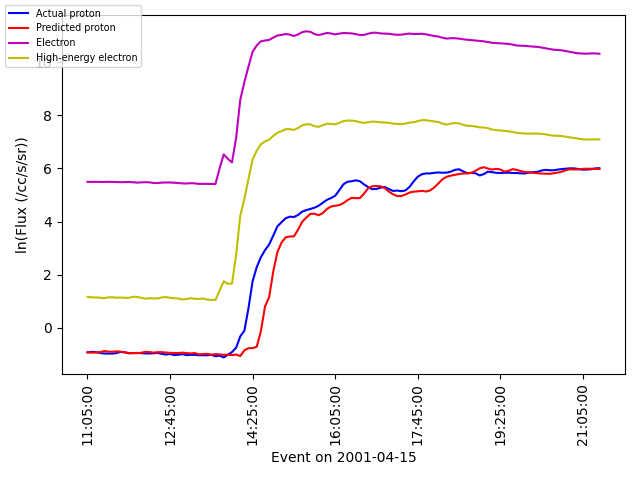 Actual proton
Predicted proton
Electron
High-energy electron
10
8
6
4
2
0
ln(Flux (/cc/s/sr))
11:05:00
12:45:00
14:25:00
16:05:00
17:45:00
19:25:00
21:05:00
Event on 2001-04-15